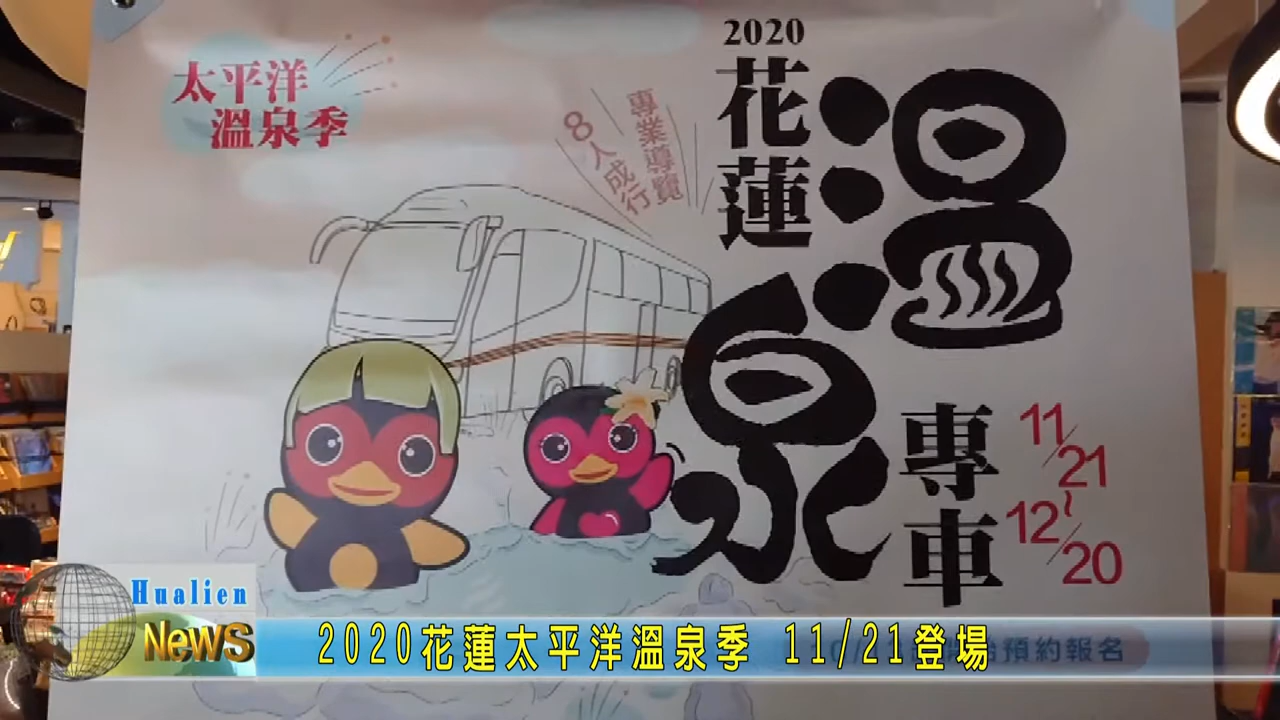 太平洋
溫泉季
專業導覽
8人成行
2020
花蓮
溫泉
專車
11/21
~
12/20
預約報名
Hualien
News
2020花蓮太平洋溫泉季 11/21登場